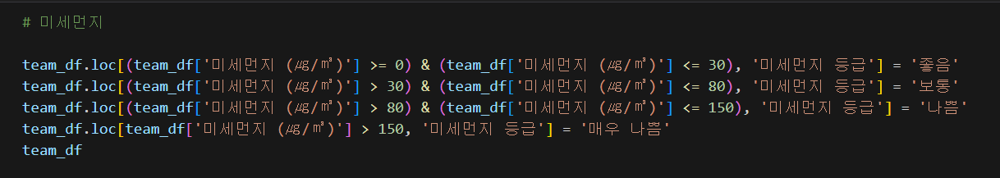 # 미세먼지
team_df.loc[(team_df['미세먼지 (㎍/㎥)'] >= 0) & (team_df['미세먼지 (㎍/㎥)'] <= 30), '미세먼지 등급'] = '좋음'
team_df.loc[(team_df['미세먼지 (㎍/㎥)'] > 30) & (team_df['미세먼지 (㎍/㎥)'] <= 80), '미세먼지 등급'] = '보통'
team_df.loc[(team_df['미세먼지 (㎍/㎥)'] > 80) & (team_df['미세먼지 (㎍/㎥)'] <= 150), '미세먼지 등급'] = '나쁨'
team_df.loc[team_df['미세먼지 (㎍/㎥)'] > 150, '미세먼지 등급'] = '매우 나쁨'
team_df